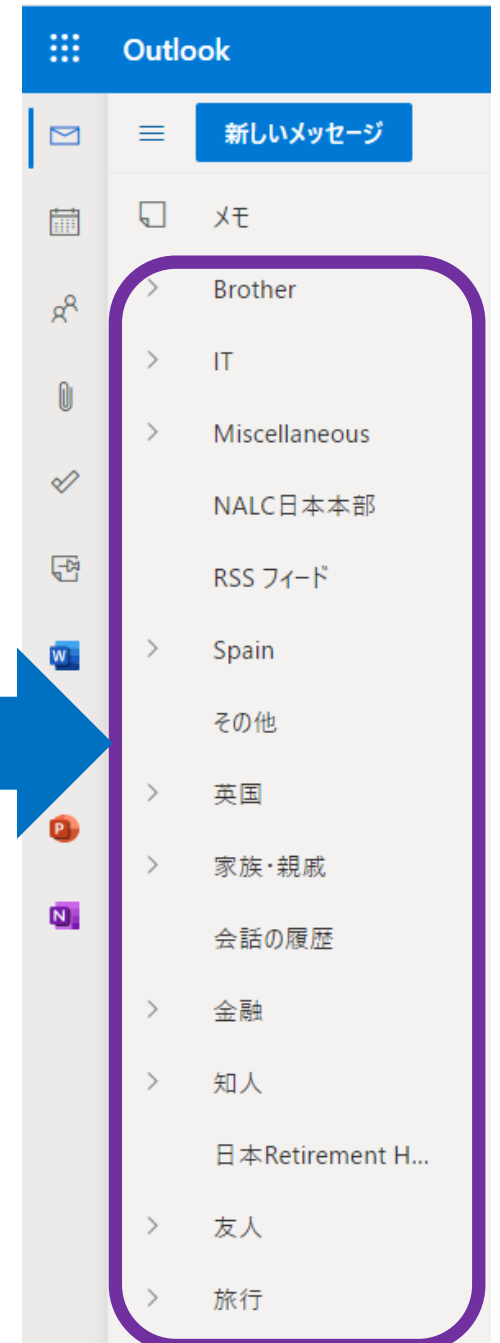 Outlook
新しいメッセージ
メモ
Brother
IT
Miscellaneous
NALC日本本部
RSS フィード
Spain
その他
英国
家族・親戚
会話の履歴
金融
知人
日本Retirement H...
友人
旅行